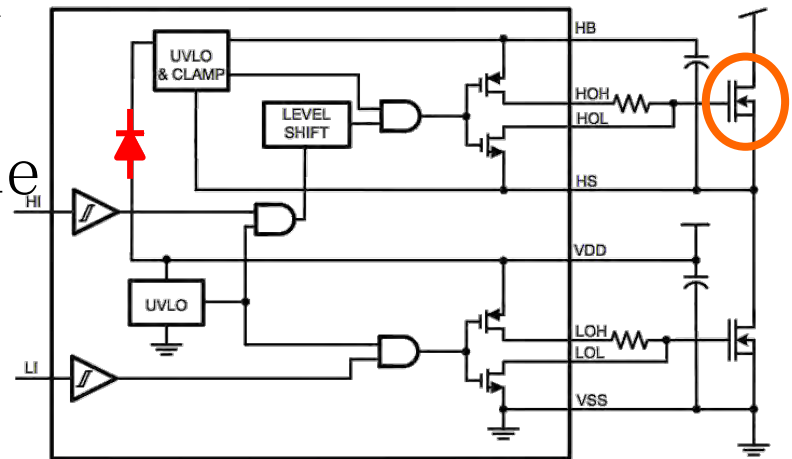 HB
UVLO
& CLAMP
HOH
LEVEL
SHIFT
HOL
HS
HI
VDD
UVLO
LOH
LOL
LI
VSS